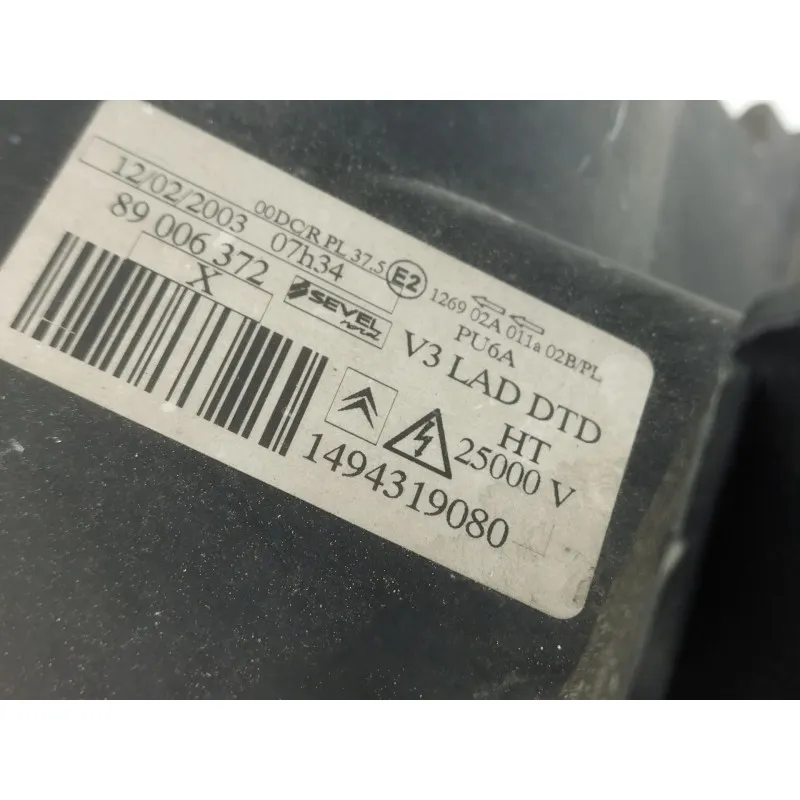 00DC/R PL 37.5 E2 1269 02A 011a 02B/PL
12/02/2003 07h34
PU6A
89 006 372
SEVEL
V3 LAD DTD
X
HT
25000 V
1494319080